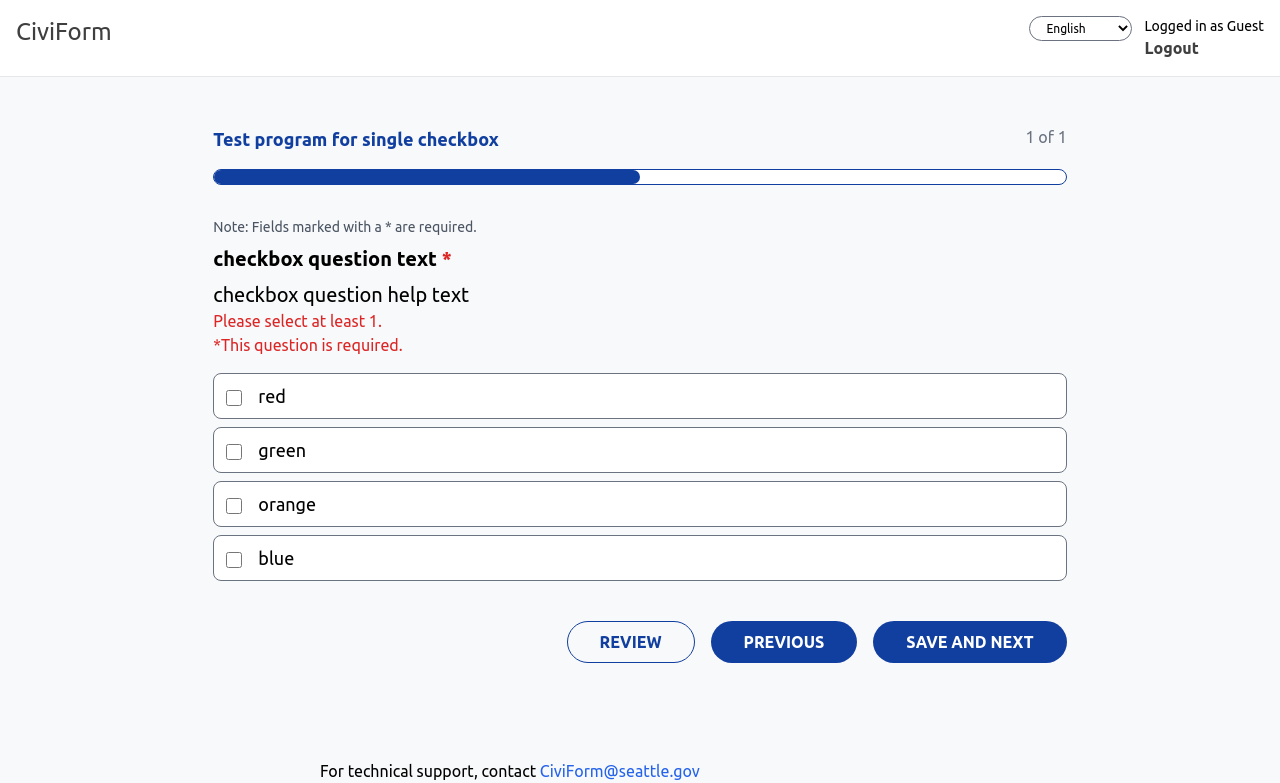 CiviForm
English
Logged in as Guest
Logout
Test program for single checkbox
1 of 1
Note: Fields marked with a * are required.
checkbox question text *
checkbox question help text
Please select at least 1.
*This question is required.
red
green
orange
blue
REVIEW
PREVIOUS
SAVE AND NEXT
For technical support, contact CiviForm@seattle.gov